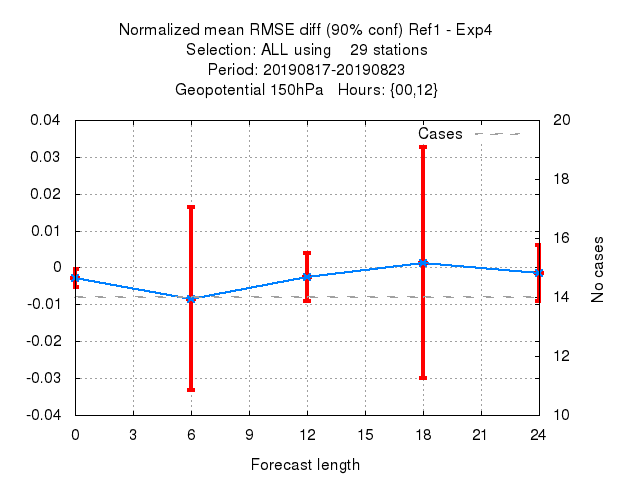 Normalized mean RMSE diff (90% conf) Ref1 - Exp4
Selection: ALL using    29 stations
Period: 20190817-20190823
Geopotential 150hPa   Hours: {00,12}
Cases
0.04
0.03
0.02
0.01
0
-0.01
-0.02
-0.03
-0.04
20
18
16
14
12
10
No cases
0 3 6 9 12 15 18 21 24
Forecast length